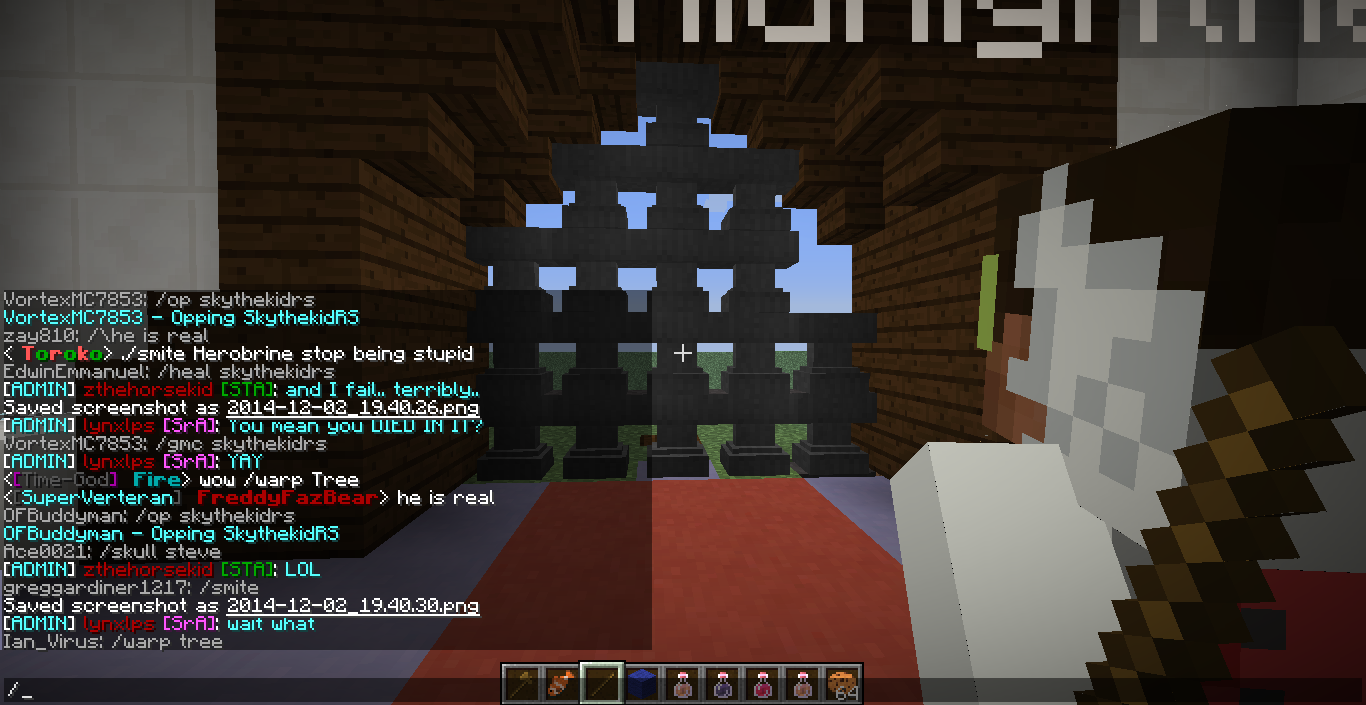 VortexMC7853: /op skythekidrs
VortexMC7853 - Opping SkythekidRS
zay810: /\he is real
< Toroko> ./smite Herobrine stop being stupid
EdwinEmmanuel: /heal skythekidrs
[ADMIN] zthehorsekid [STA]: and I fail.. terribly..
Saved screenshot as 2014-12-02_19.40.26.png
[ADMIN] lynxlps [SrA]: You mean you DIED IN IT?
VortexMC7853: /gmc skythekidrs
[ADMIN] lynxlps [SrA]: YAY
<[Time-God] Fire> wow /warp Tree
<[SuperVerteran] FreddyFazBear> he is real
OFBuddyman: /op skythekidrs
OFBuddyman - Opping SkythekidRS
Ace0021: /skull steve
[ADMIN] zthehorsekid [STA]: LOL
greggardiner1217: /smite
Saved screenshot as 2014-12-02_19.40.30.png
[ADMIN] lynxlps [SrA]: wait what
Ian_Virus: /warp tree
/_
64